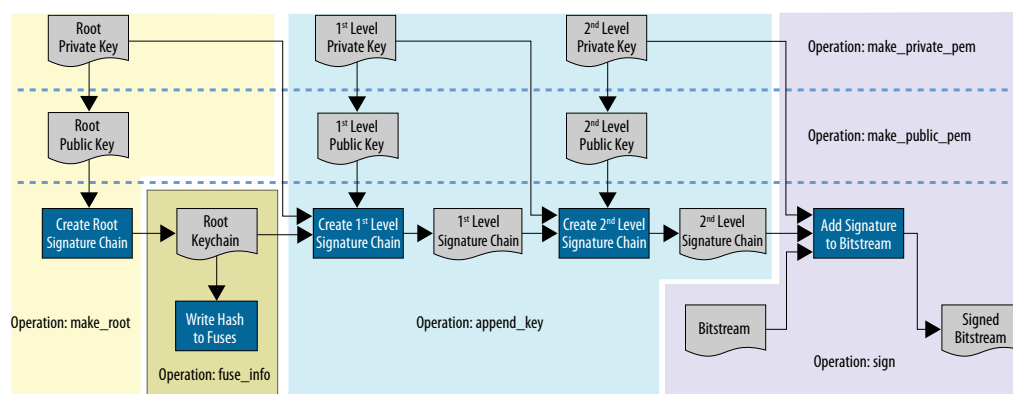 Root
Private Key
1st Level
Private Key
2nd Level
Private Key
Operation: make_private_pem
Root
Public Key
1st Level
Public Key
2nd Level
Public Key
Operation: make_public_pem
Create Root
Signature Chain
Root
Keychain
Create 1st Level
Signature Chain
1st Level
Signature Chain
Create 2nd Level
Signature Chain
2nd Level
Signature Chain
Add Signature
to Bitstream
Operation: make_root
Write Hash
to Fuses
Operation: append_key
Bitstream
Signed
Bitstream
Operation: fuse_info
Operation: sign